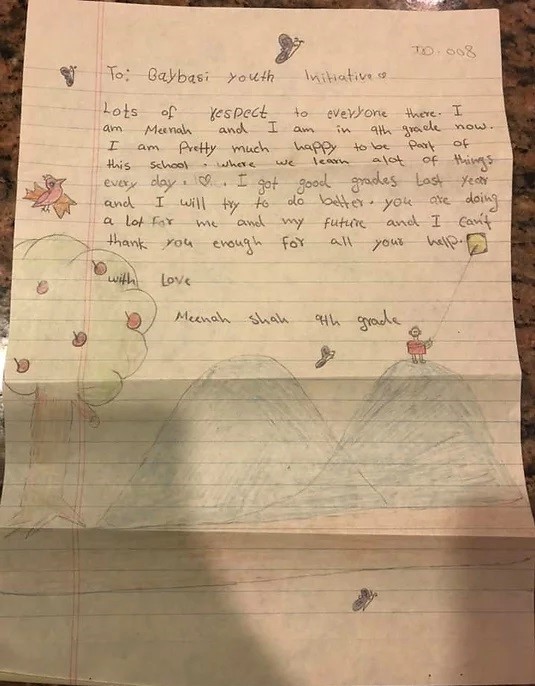 ID. 008
To: Baybasi youth Initiative
Lots of respect to everyone there. I
am Meenah and I am in 9th grade now.
I am pretty much happy to be part of
this school. where we learn alot of things
every day. ♡. I got good grades last year
and I will try to do better. you are doing
a lot for me and my future and I can't
thank you enough for all your help.
with Love
Meenah shah 9th grade